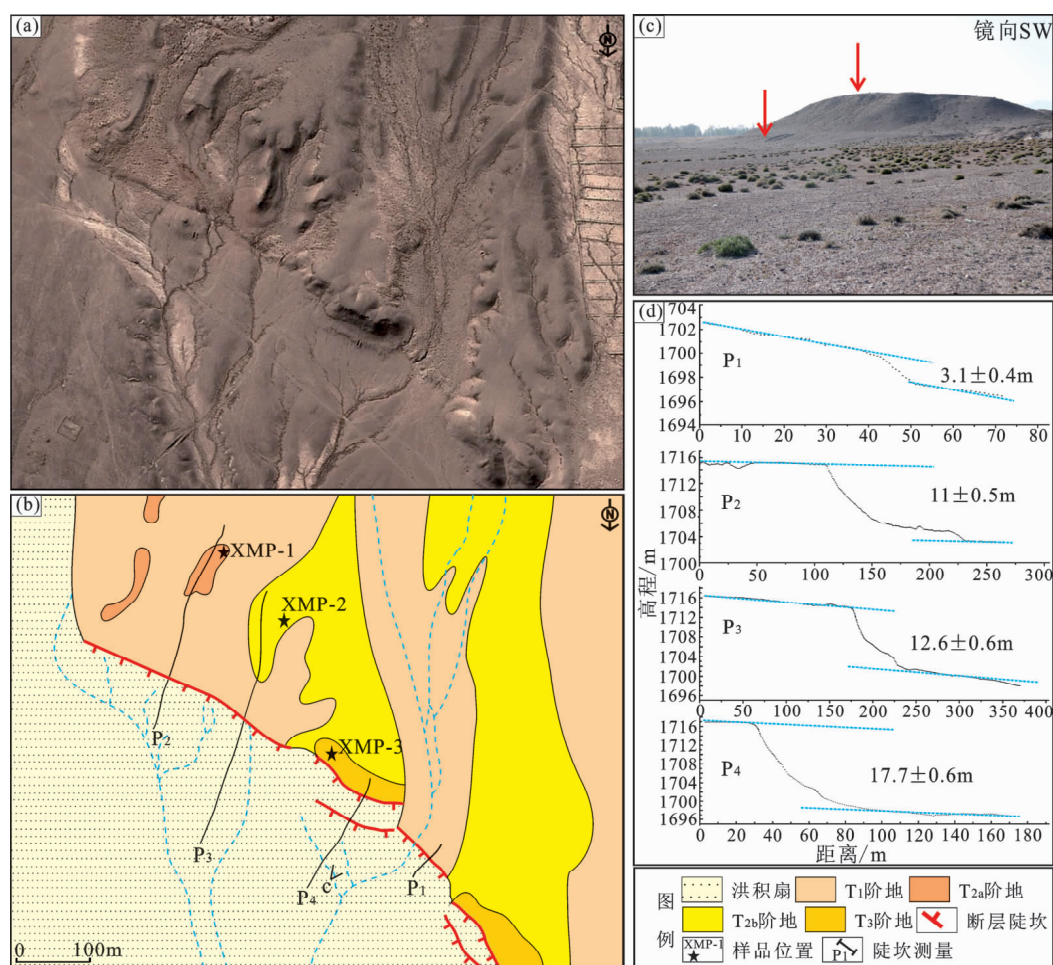 (a)
N
(b)
N
XMP-1
XMP-2
XMP-3
P2
P3
P4
c
P1
0 100m
(c)
镜向SW
(d)
高程/m
1704
1702
1700
1698
1696
1694
P1
3.1±0.4m
0 10 20 30 40 50 60 70 80
1716
1712
1708
1704
1700
P2
11±0.5m
0 50 100 150 200 250 300
1716
1712
1708
1704
1700
1696
P3
12.6±0.6m
0 50 100 150 200 250 300 350 400
1716
1712
1708
1704
1700
1696
P4
17.7±0.6m
0 20 40 60 80 100 120 140 160 180
距离/m
图例
洪积扇 T1阶地 T2a阶地
T2b阶地 T3阶地 断层陡坎
XMP-1 样品位置 P1 陡坎测量